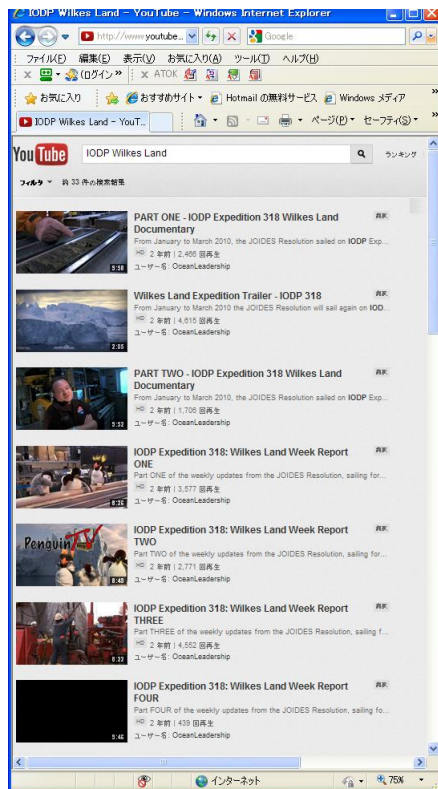 IODP Wilkes Land - YouTube - Windows Internet Explorer
http://www.youtube...
Google
ファイル(F) 編集(E) 表示(V) お気に入り(A) ツール(T) ヘルプ(H)
x (ログイン » x ATOK
お気に入り おすすめサイト ▾ Hotmail の無料サービス Windows メディア »
IODP Wilkes Land - YouT... ページ(P) ▾ セーフティ(S) ▾ »
YouTube IODP Wilkes Land ランキング
フィルタ ▾ 約 33 件の検索結果
PART ONE - IODP Expedition 318 Wilkes Land
Documentary
From January to March 2010, the JOIDES Resolution sailed on IODP Exp...
HD 2 年前 | 2,466 回再生
ユーザー名: OceanLeadership
5:58
Wilkes Land Expedition Trailer - IODP 318
From January to March 2010 the JOIDES Resolution will sail again on IOD...
HD 2 年前 | 4,615 回再生
ユーザー名: OceanLeadership
2:05
PART TWO - IODP Expedition 318 Wilkes Land
Documentary
From January to March 2010, the JOIDES Resolution sailed on IODP Exp...
HD 2 年前 | 1,706 回再生
ユーザー名: OceanLeadership
5:52
IODP Expedition 318: Wilkes Land Week Report
ONE
Part ONE of the weekly updates from the JOIDES Resolution, sailing for...
HD 2 年前 | 3,577 回再生
ユーザー名: OceanLeadership
8:26
IODP Expedition 318: Wilkes Land Week Report
TWO
Part TWO of the weekly updates from the JOIDES Resolution, sailing for...
HD 2 年前 | 2,771 回再生
ユーザー名: OceanLeadership
Penguin TV
8:48
IODP Expedition 318: Wilkes Land Week Report
THREE
Part THREE of the weekly updates from the JOIDES Resolution, sailing f...
HD 2 年前 | 4,552 回再生
ユーザー名: OceanLeadership
8:22
IODP Expedition 318: Wilkes Land Week Report
FOUR
Part FOUR of the weekly updates from the JOIDES Resolution, sailing fo...
HD 2 年前 | 439 回再生
ユーザー名: OceanLeadership
5:46
インターネット 75%